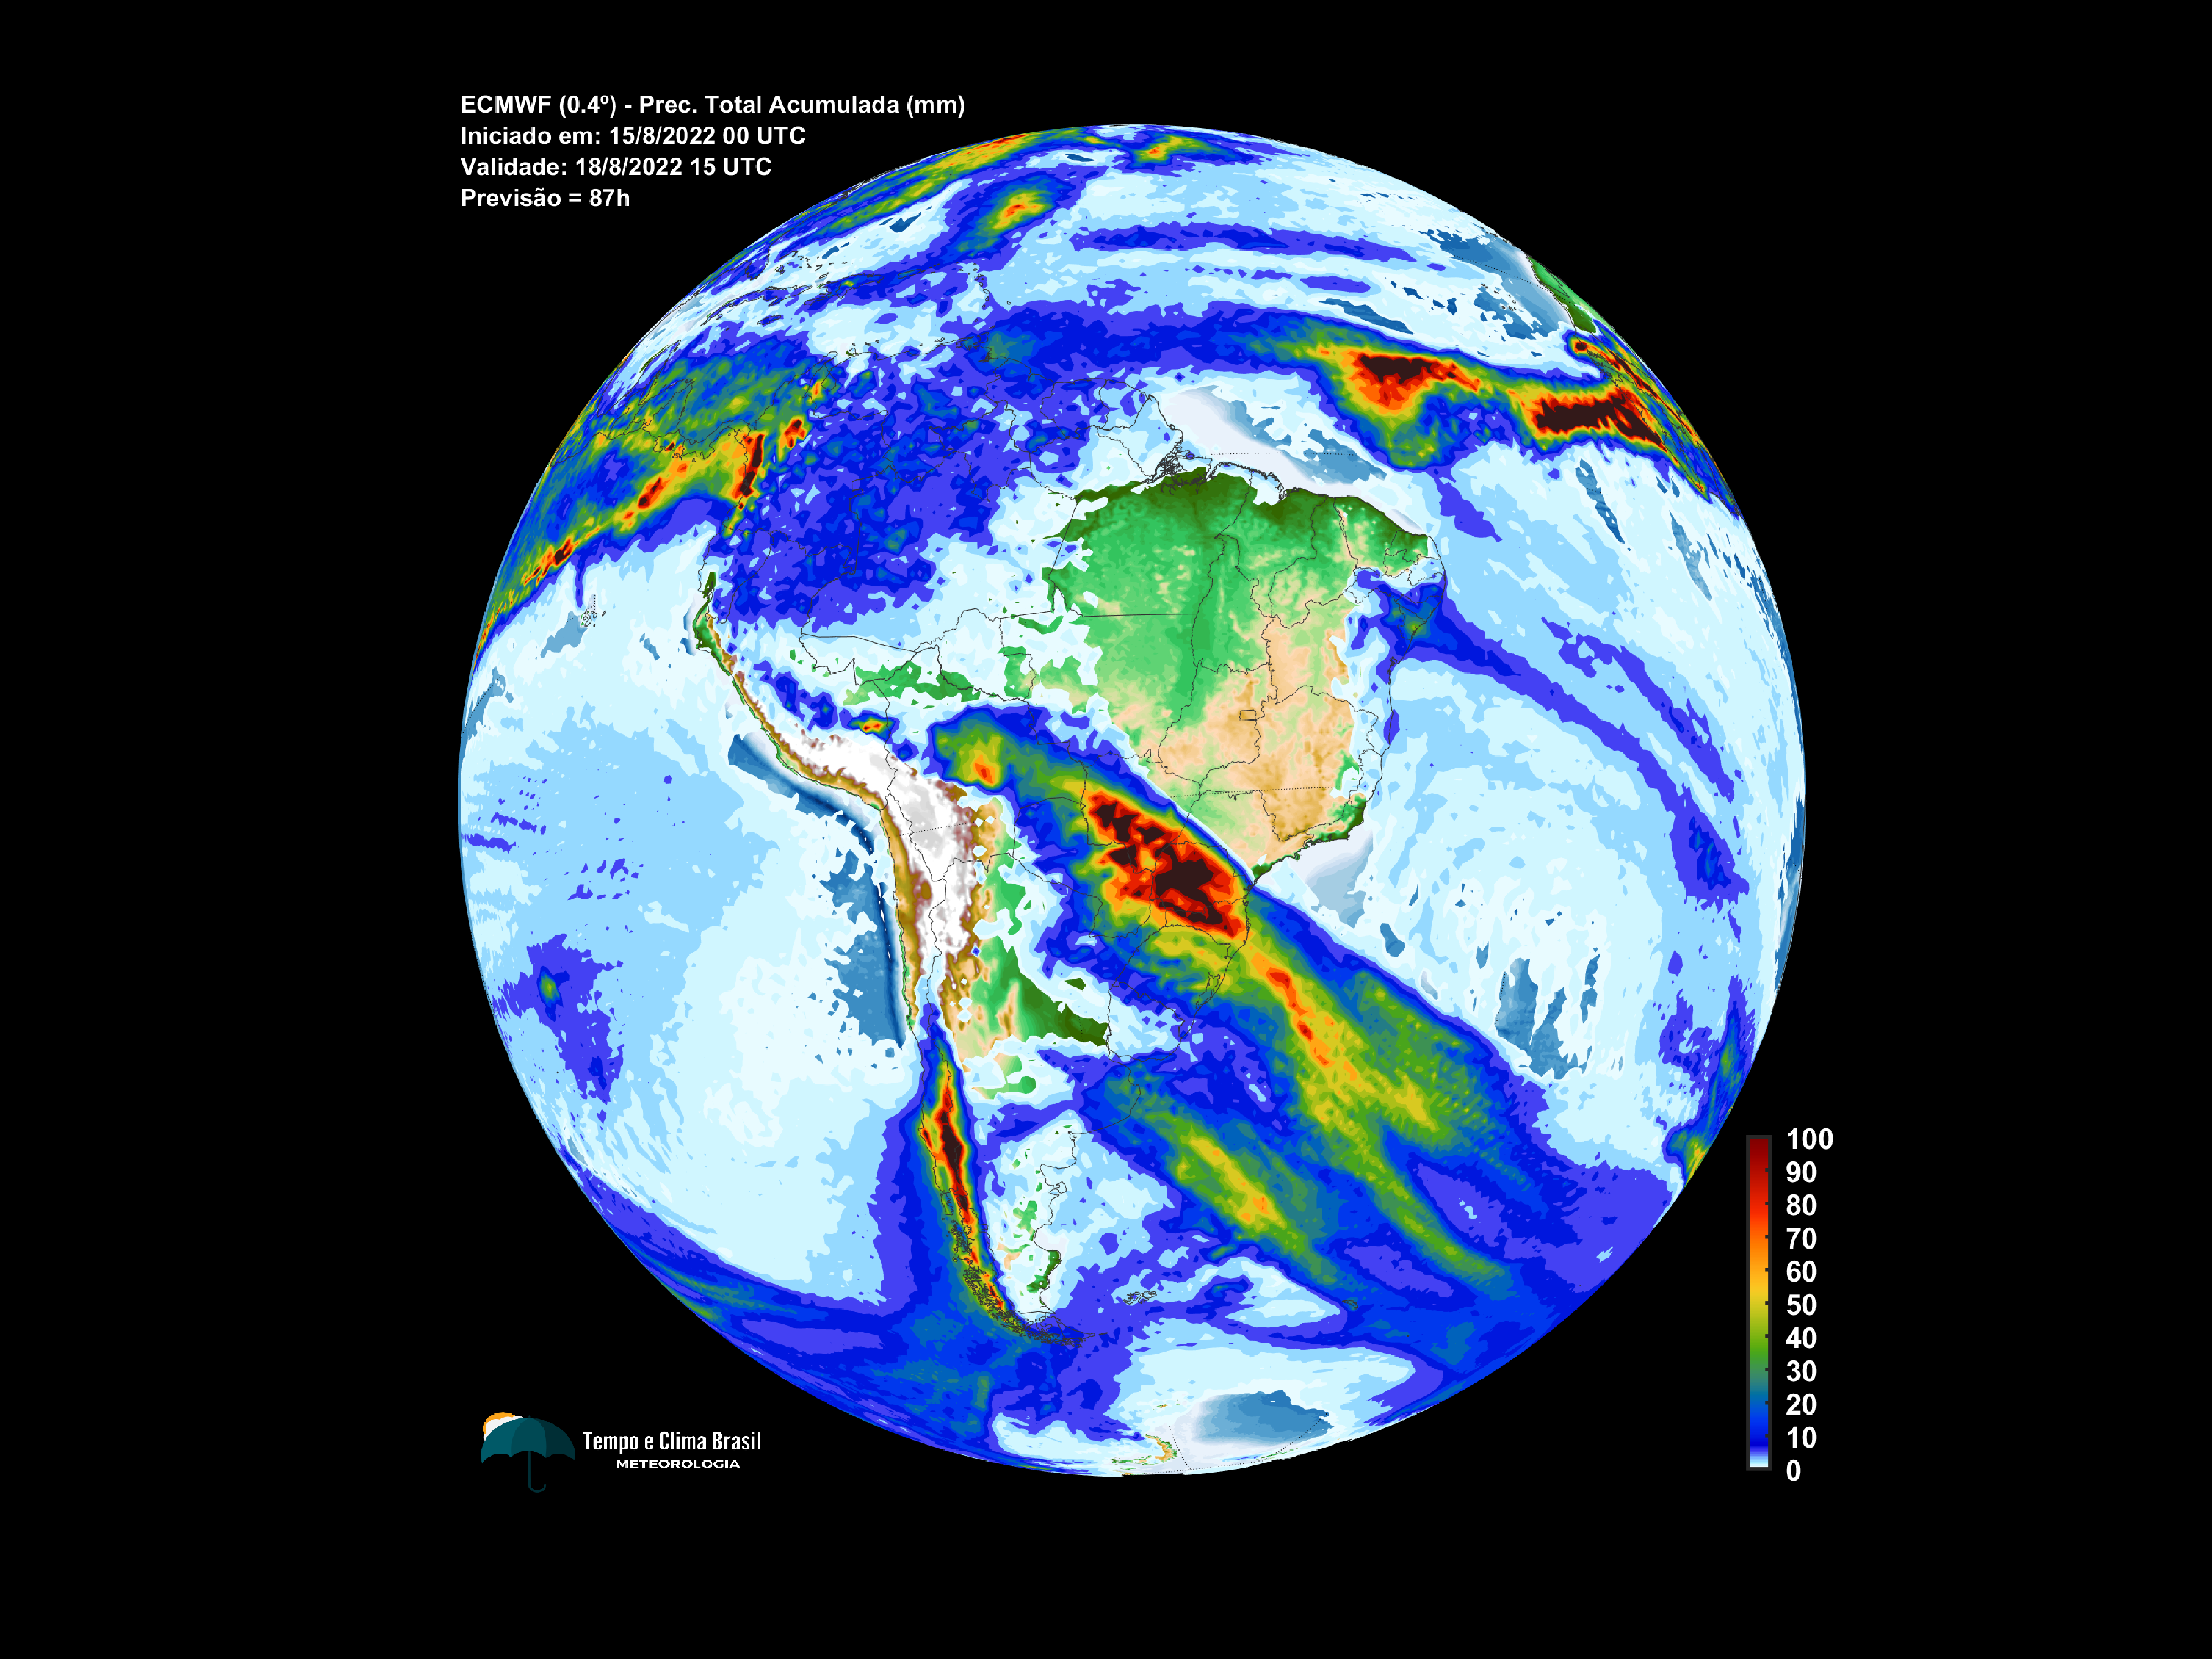 ECMWF (0.4º) - Prec. Total Acumulada (mm)
Iniciado em: 15/8/2022 00 UTC
Validade: 18/8/2022 15 UTC
Previsão = 87h
100
90
80
70
60
50
40
30
20
10
0
Tempo e Clima Brasil
METEOROLOGIA